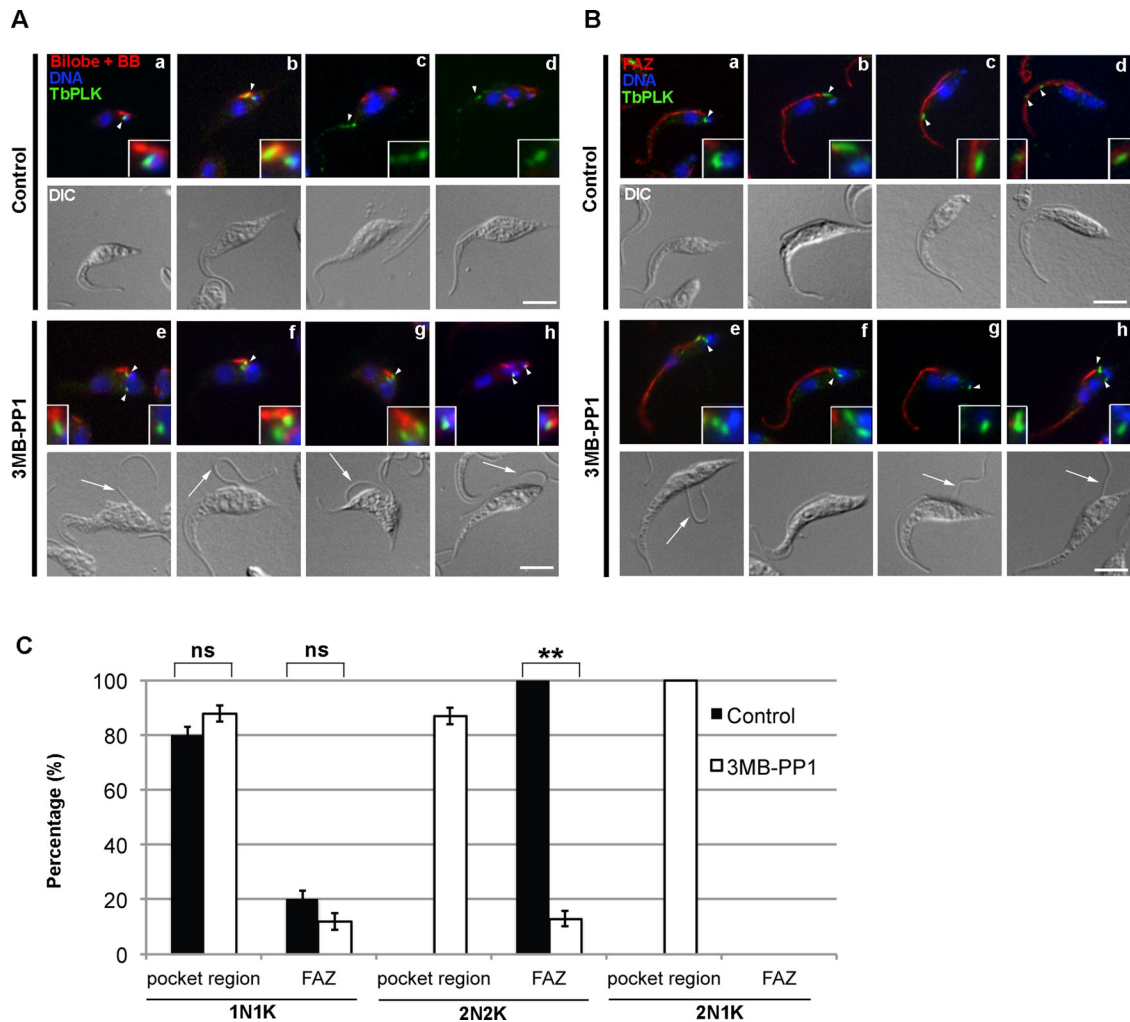 A
B
Control
3MB-PP1
Bilobe + BB
DNA
TbPLK
a
b
c
d
DIC
e
f
g
h
Control
3MB-PP1
FAZ
DNA
TbPLK
a
b
c
d
DIC
e
f
g
h
C
ns
ns
**
Percentage (%)
100
80
60
40
20
0
Control
3MB-PP1
pocket region
FAZ
pocket region
FAZ
pocket region
FAZ
1N1K
2N2K
2N1K